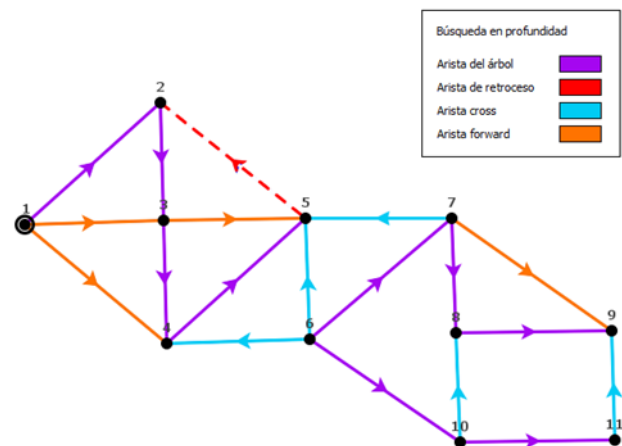 Búsqueda en profundidad
Arista del árbol
Arista de retroceso
Arista cross
Arista forward
2
1
3
5
7
4
6
8
9
10
11